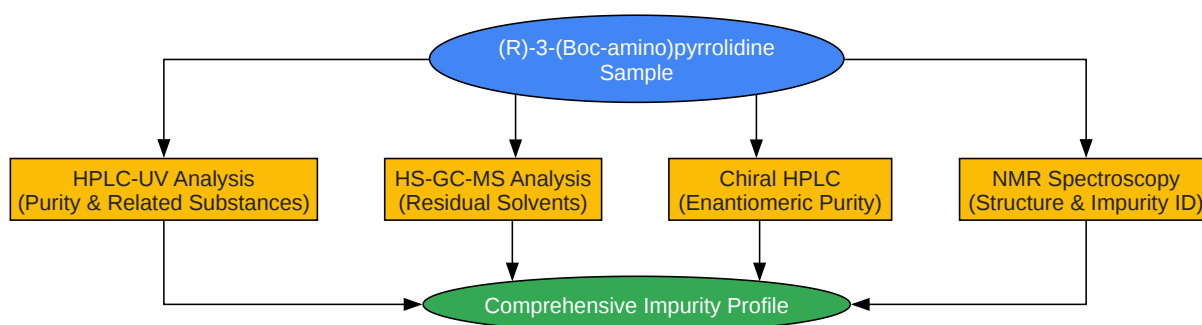 (R)-3-(Boc-amino)pyrrolidine
Sample
HPLC-UV Analysis
(Purity & Related Substances)
HS-GC-MS Analysis
(Residual Solvents)
Chiral HPLC
(Enantiomeric Purity)
NMR Spectroscopy
(Structure & Impurity ID)
Comprehensive Impurity Profile